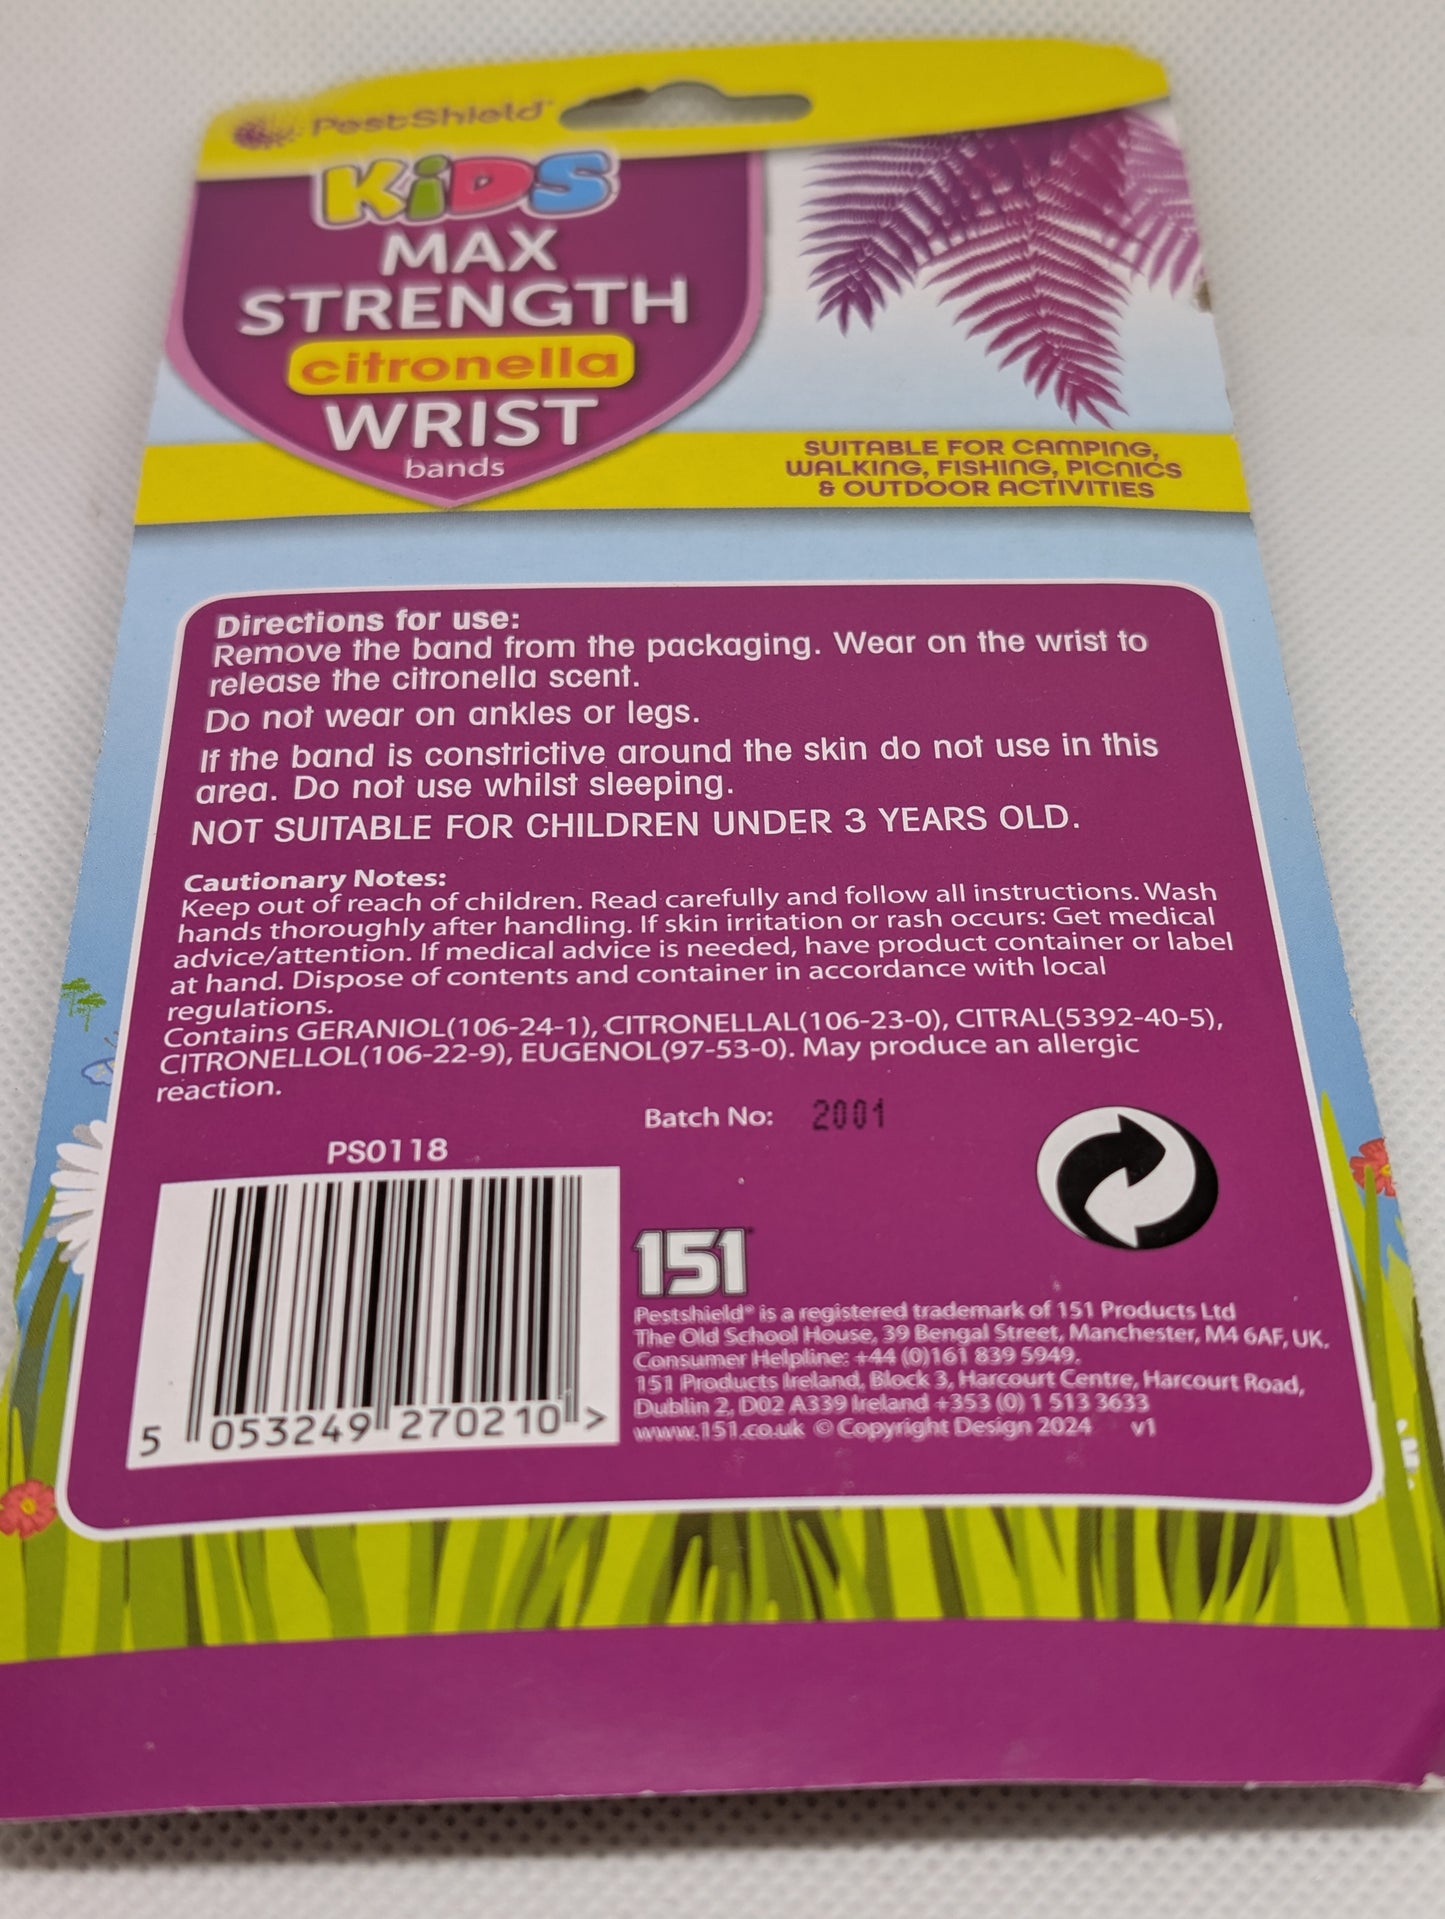 PestShield™
KiDS
MAX
STRENGTH
citronella
WRIST
bands
SUITABLE FOR CAMPING,
WALKING, FISHING, PICNICS
& OUTDOOR ACTIVITIES
Directions for use:
Remove the band from the packaging. Wear on the wrist to
release the citronella scent.
Do not wear on ankles or legs.
If the band is constrictive around the skin do not use in this
area. Do not use whilst sleeping.
NOT SUITABLE FOR CHILDREN UNDER 3 YEARS OLD.
Cautionary Notes:
Keep out of reach of children. Read carefully and follow all instructions. Wash
hands thoroughly after handling. If skin irritation or rash occurs: Get medical
advice/attention. If medical advice is needed, have product container or label
at hand. Dispose of contents and container in accordance with local
regulations.
Contains GERANIOL(106-24-1), CITRONELLAL(106-23-0), CITRAL(5392-40-5),
CITRONELLOL(106-22-9), EUGENOL(97-53-0). May produce an allergic
reaction.
Batch No: 2001
PS0118
5 053249 270210 >
151
Pestshield® is a registered trademark of 151 Products Ltd
The Old School House, 39 Bengal Street, Manchester, M4 6AF, UK.
Consumer Helpline: +44 (0)161 839 5949.
151 Products Ireland, Block 3, Harcourt Centre, Harcourt Road,
Dublin 2, D02 A339 Ireland +353 (0) 1 513 3633
www.151.co.uk © Copyright Design 2024 v1